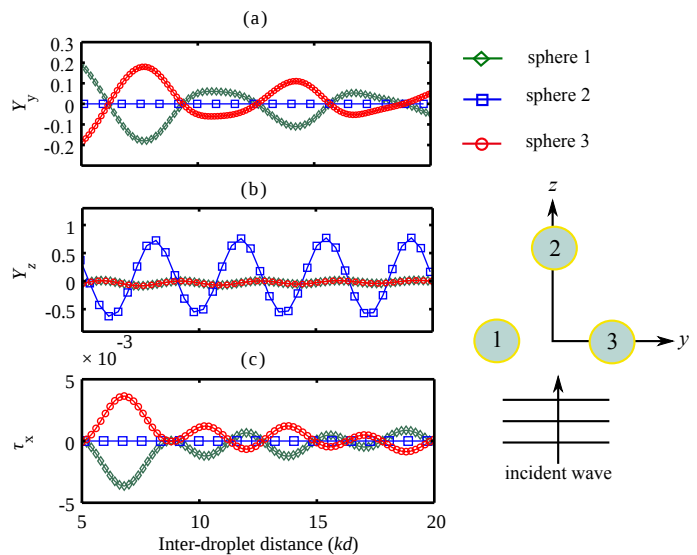 (a)
0.3
0.2
0.1
0
-0.1
-0.2
Y_y
sphere 1
sphere 2
sphere 3
(b)
1
0.5
0
-0.5
Y_z
-3
× 10
(c)
5
0
-5
τ_x
5 10 15 20
Inter-droplet distance (kd)
z
2
1
3
y
incident wave